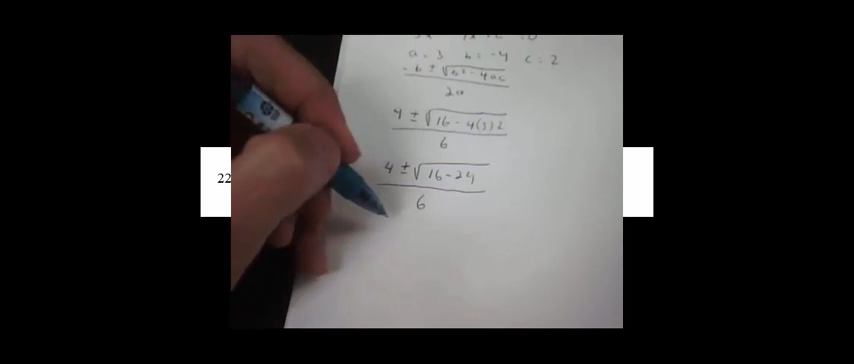 a = 3 b = -4 c = 2
-b ± √b² - 4ac
2a
4 ± √16 - 4(3)2
6
4 ± √16 - 24
6
22